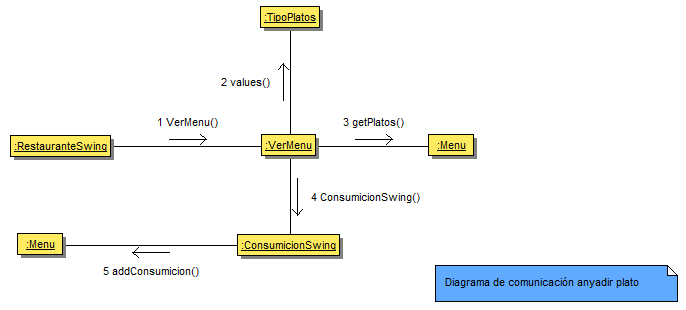 :TipoPlatos
2 values()
1 VerMenu()
3 getPlatos()
:RestauranteSwing
:VerMenu
:Menu
4 ConsumicionSwing()
:Menu
:ConsumicionSwing
5 addConsumicion()
Diagrama de comunicación anyadir plato